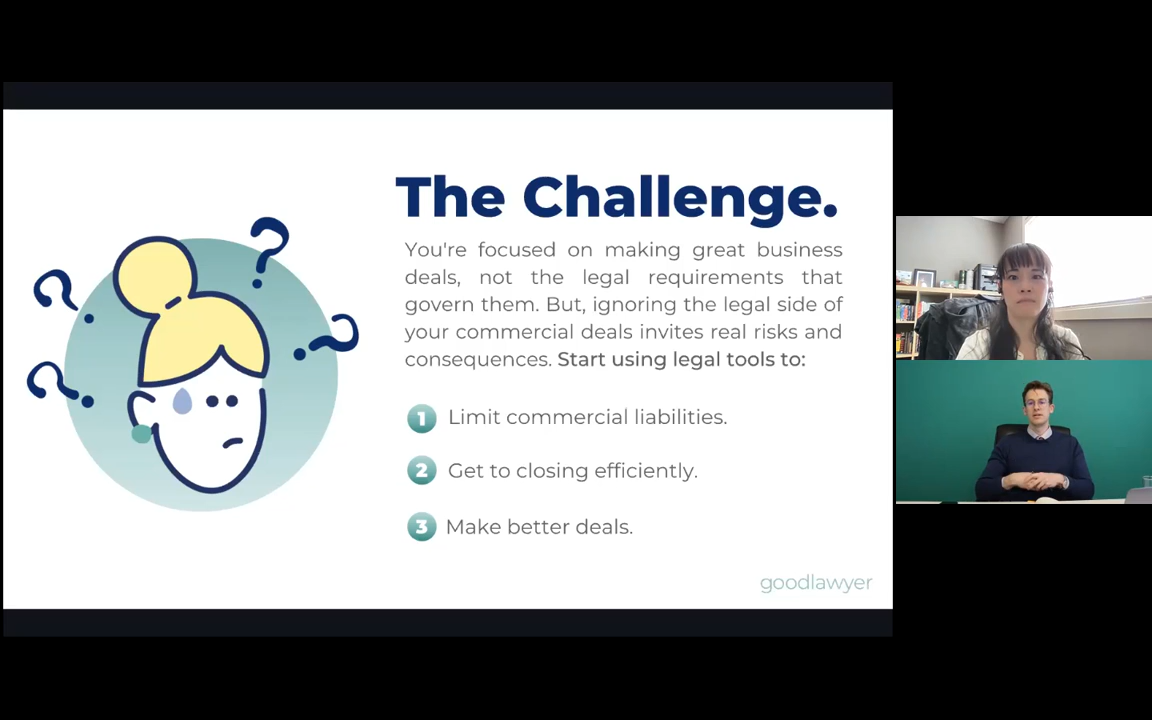 The Challenge.
You're focused on making great business
deals, not the legal requirements that
govern them. But, ignoring the legal side of
your commercial deals invites real risks and
consequences. Start using legal tools to:
1 Limit commercial liabilities.
2 Get to closing efficiently.
3 Make better deals.
goodlawyer